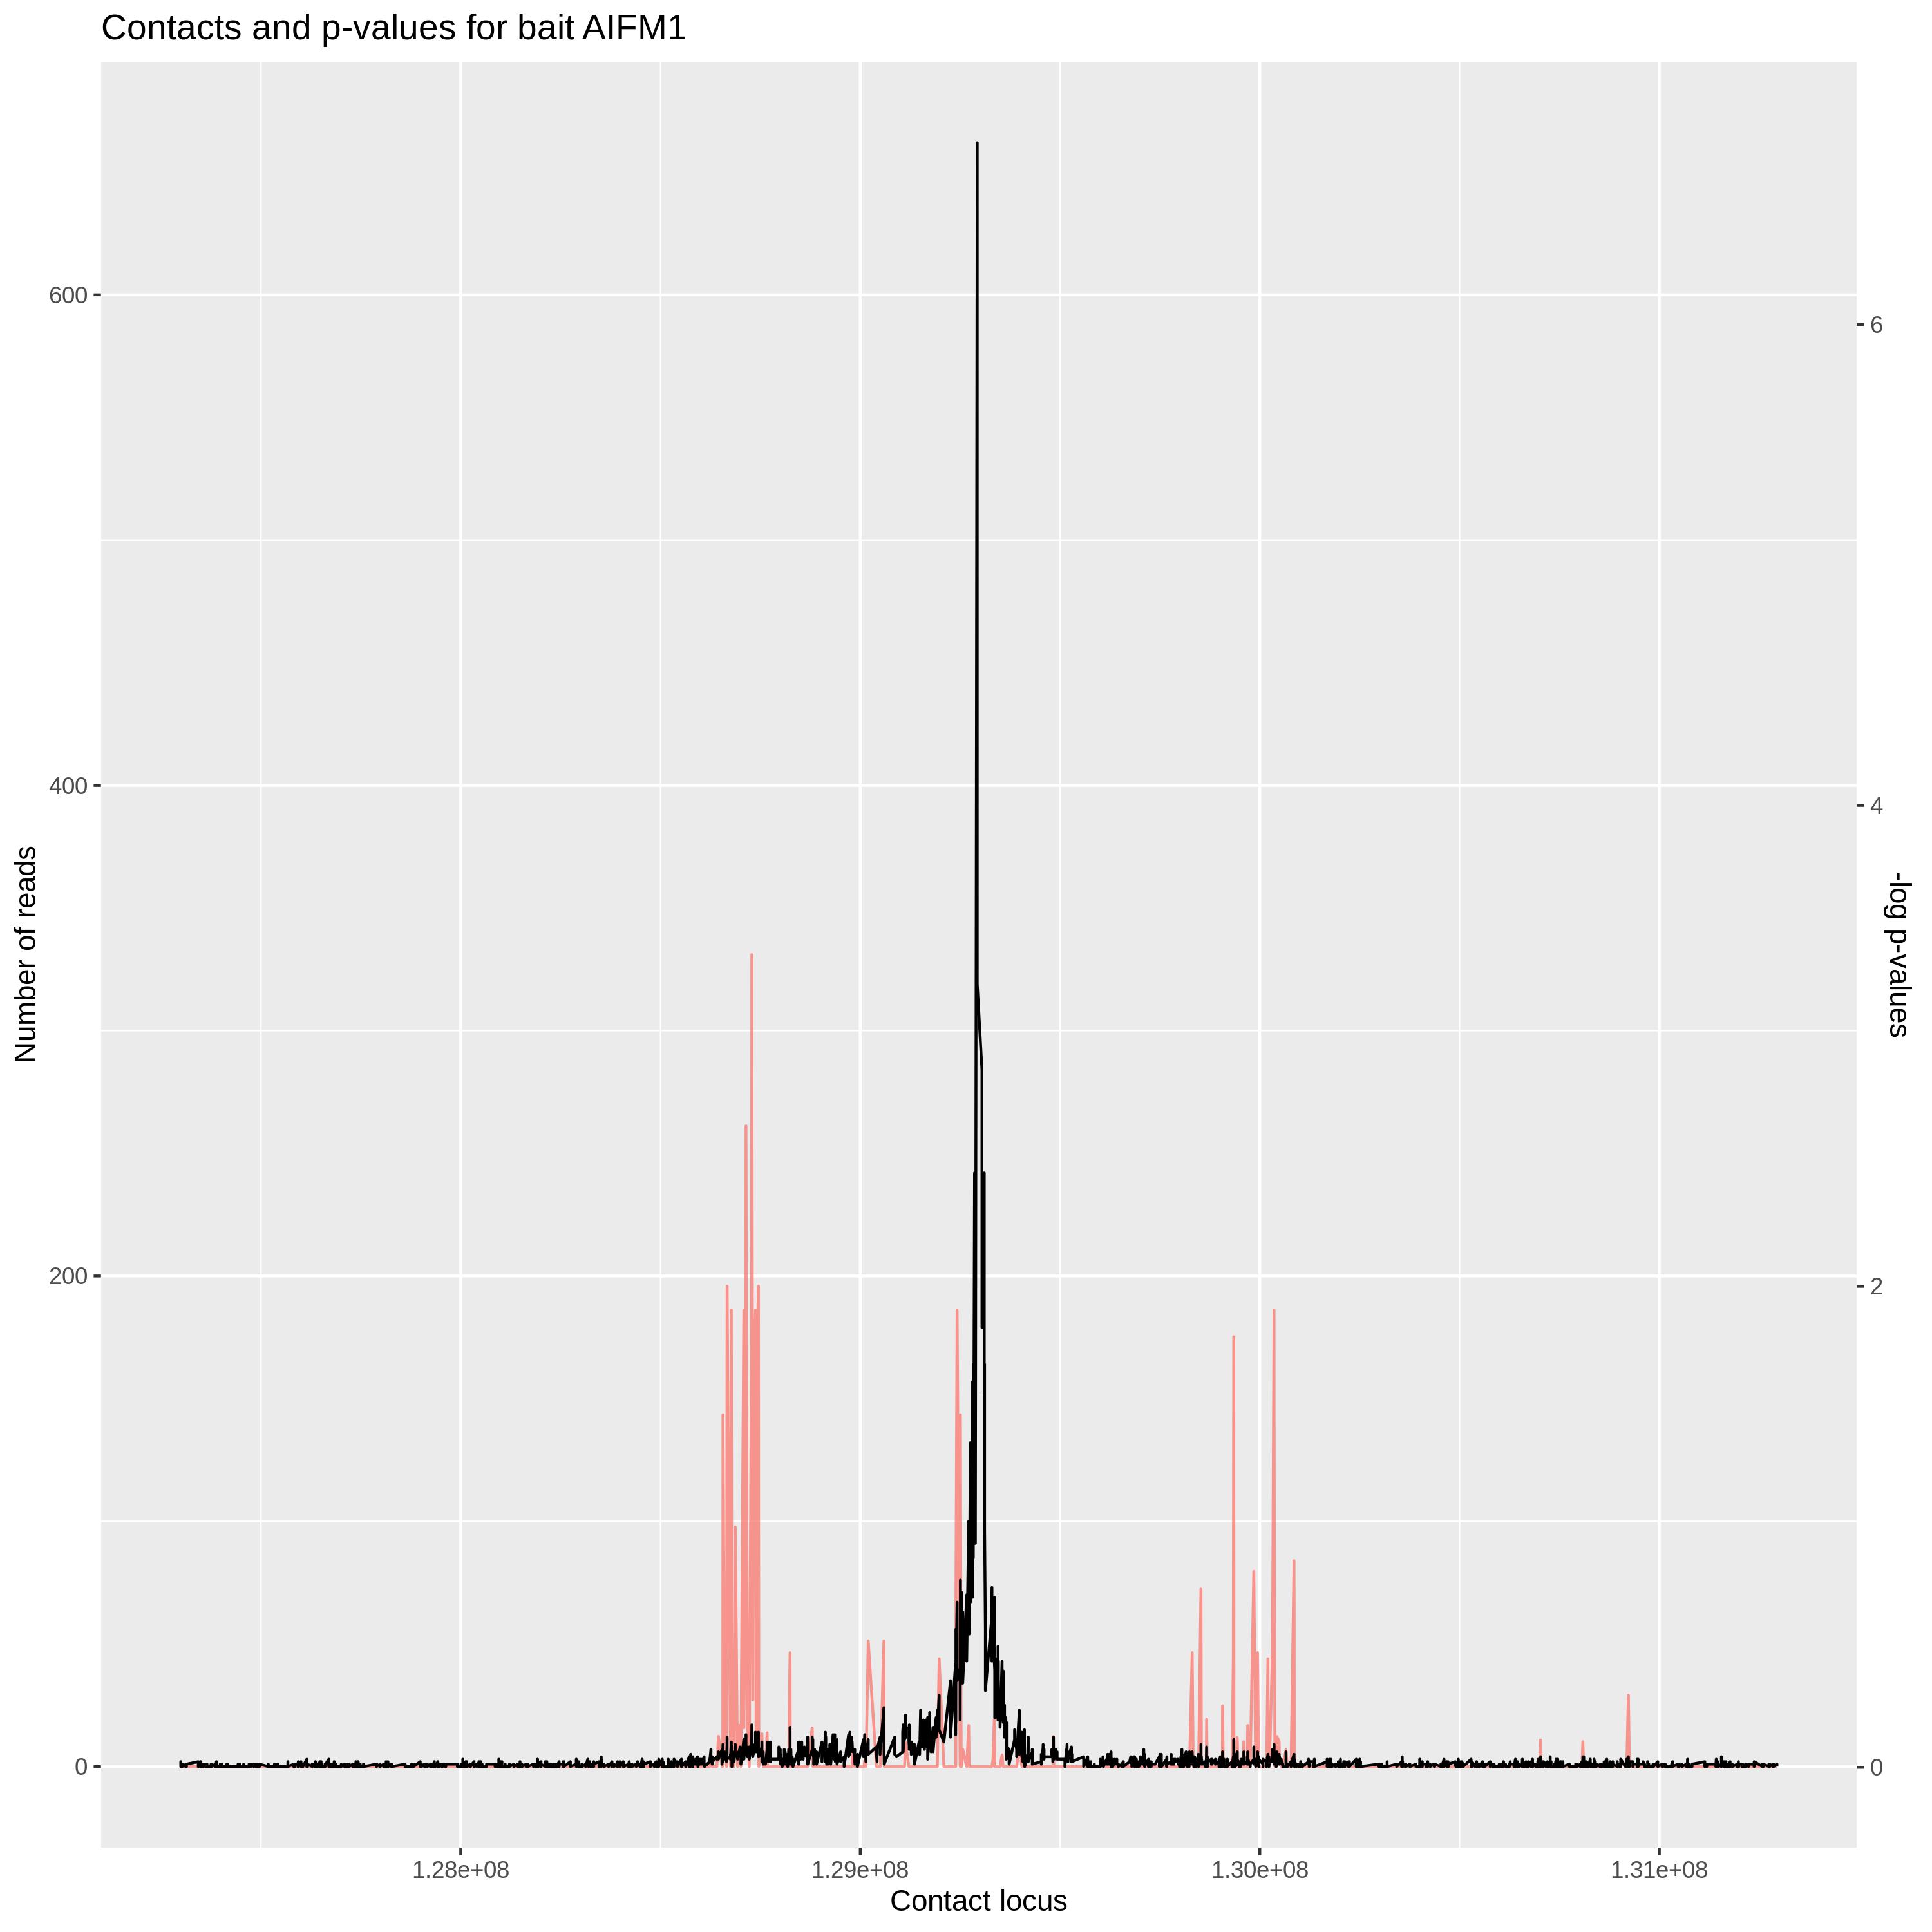 Contacts and p-values for bait AIFM1
600
400
200
0
Number of reads
6
4
2
0
-log p-values
1.28e+08
1.29e+08
1.30e+08
1.31e+08
Contact locus